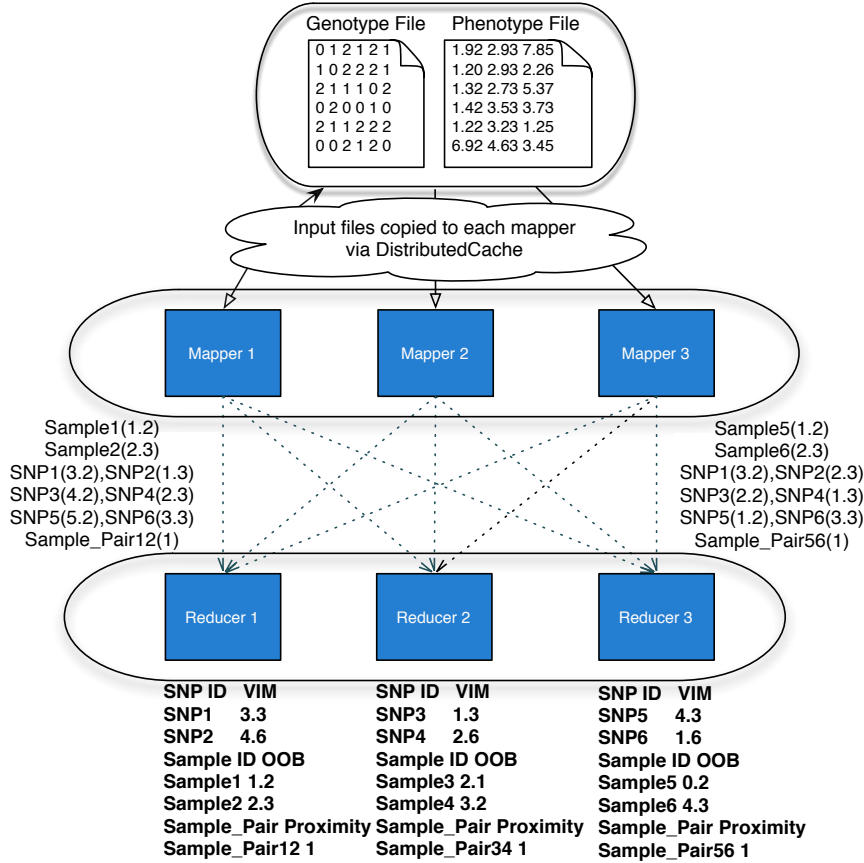 Genotype File
0 1 2 1 2 1
1 0 2 2 2 1
2 1 1 1 0 2
0 2 0 0 1 0
2 1 1 2 2 2
0 0 2 1 2 0
Phenotype File
1.92 2.93 7.85
1.20 2.93 2.26
1.32 2.73 5.37
1.42 3.53 3.73
1.22 3.23 1.25
6.92 4.63 3.45
Input files copied to each mapper
via DistributedCache
Mapper 1
Mapper 2
Mapper 3
Sample1(1.2)
Sample2(2.3)
SNP1(3.2),SNP2(1.3)
SNP3(4.2),SNP4(2.3)
SNP5(5.2),SNP6(3.3)
Sample_Pair12(1)
Sample5(1.2)
Sample6(2.3)
SNP1(3.2),SNP2(2.3)
SNP3(2.2),SNP4(1.3)
SNP5(1.2),SNP6(3.3)
Sample_Pair56(1)
Reducer 1
Reducer 2
Reducer 3
SNP ID VIM
SNP1 3.3
SNP2 4.6
Sample ID OOB
Sample1 1.2
Sample2 2.3
Sample_Pair Proximity
Sample_Pair12 1
SNP ID VIM
SNP3 1.3
SNP4 2.6
Sample ID OOB
Sample3 2.1
Sample4 3.2
Sample_Pair Proximity
Sample_Pair34 1
SNP ID VIM
SNP5 4.3
SNP6 1.6
Sample ID OOB
Sample5 0.2
Sample6 4.3
Sample_Pair Proximity
Sample_Pair56 1